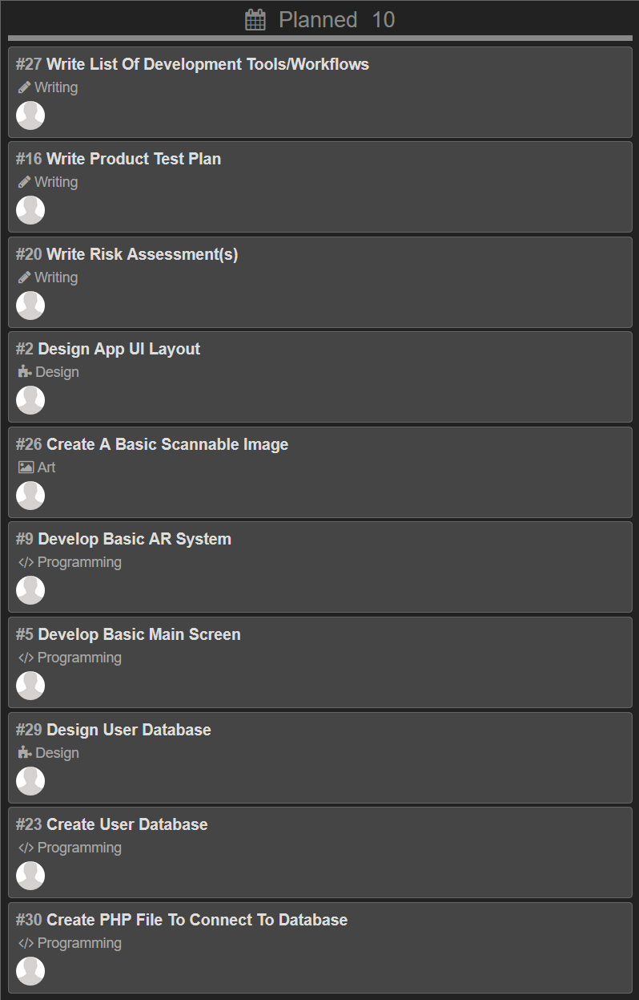 Planned 10
#27 Write List Of Development Tools/Workflows
Writing
#16 Write Product Test Plan
Writing
#20 Write Risk Assessment(s)
Writing
#2 Design App UI Layout
Design
#26 Create A Basic Scannable Image
Art
#9 Develop Basic AR System
Programming
#5 Develop Basic Main Screen
Programming
#29 Design User Database
Design
#23 Create User Database
Programming
#30 Create PHP File To Connect To Database
Programming